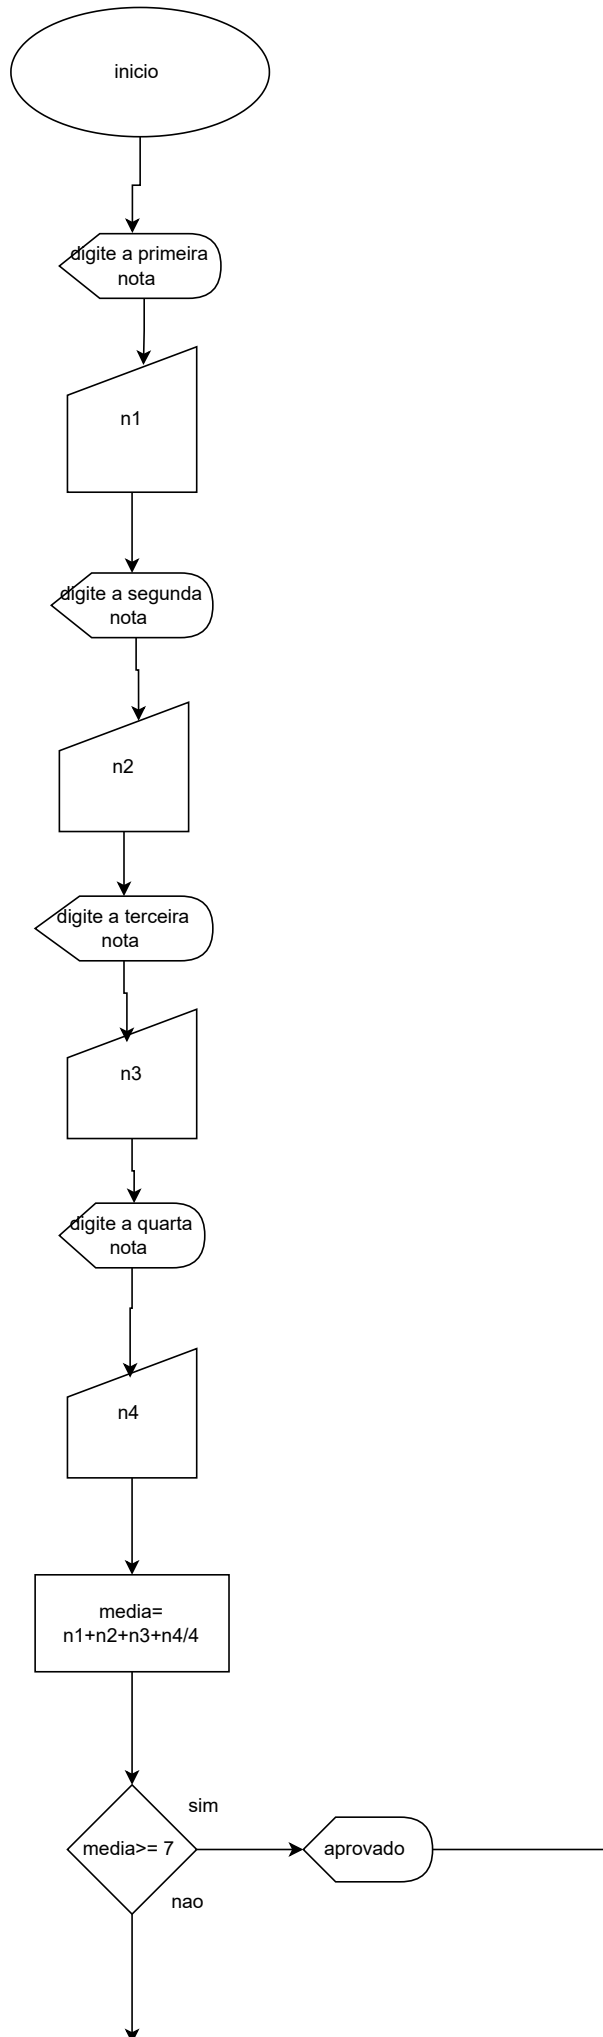 inicio
digite a primeira
nota
n1
digite a segunda
nota
n2
digite a terceira
nota
n3
digite a quarta
nota
n4
media=
n1+n2+n3+n4/4
sim
media>= 7
aprovado
nao